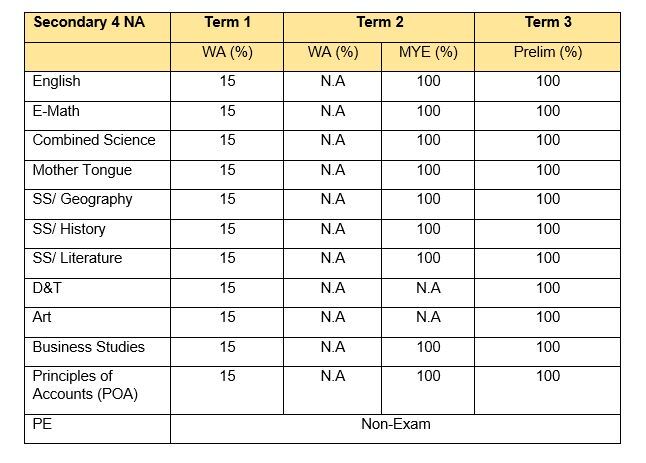 Secondary 4 NA Term 1 Term 2 Term 3
WA (%) WA (%) MYE (%) Prelim (%)
English 15 N.A 100 100
E-Math 15 N.A 100 100
Combined Science 15 N.A 100 100
Mother Tongue 15 N.A 100 100
SS/ Geography 15 N.A 100 100
SS/ History 15 N.A 100 100
SS/ Literature 15 N.A 100 100
D&T 15 N.A N.A 100
Art 15 N.A N.A 100
Business Studies 15 N.A 100 100
Principles of 15 N.A 100 100
Accounts (POA)
PE Non-Exam